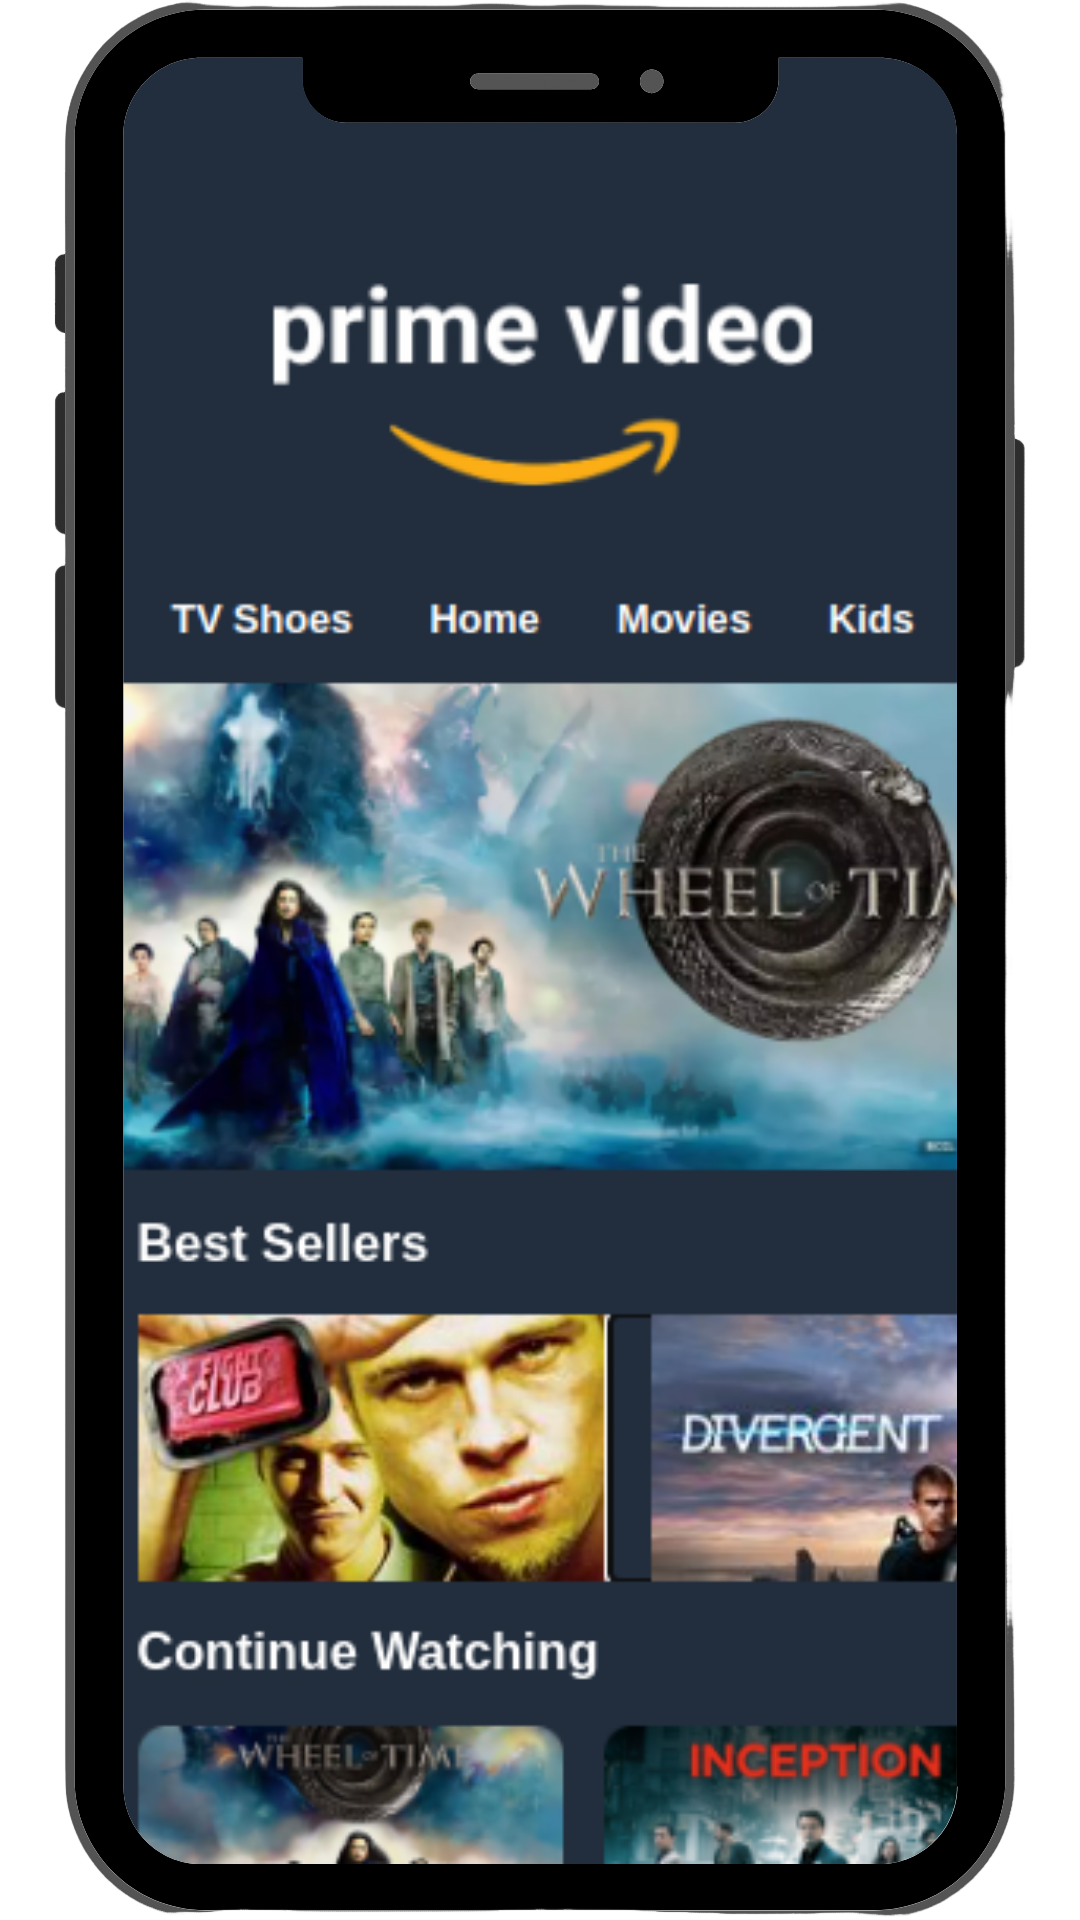 prime video
TV Shoes Home Movies Kids
THE
WHEEL OF TIM
Best Sellers
FIGHT
CLUB
DIVERGENT
Continue Watching
THE
WHEEL OF TIME
INCEPTION